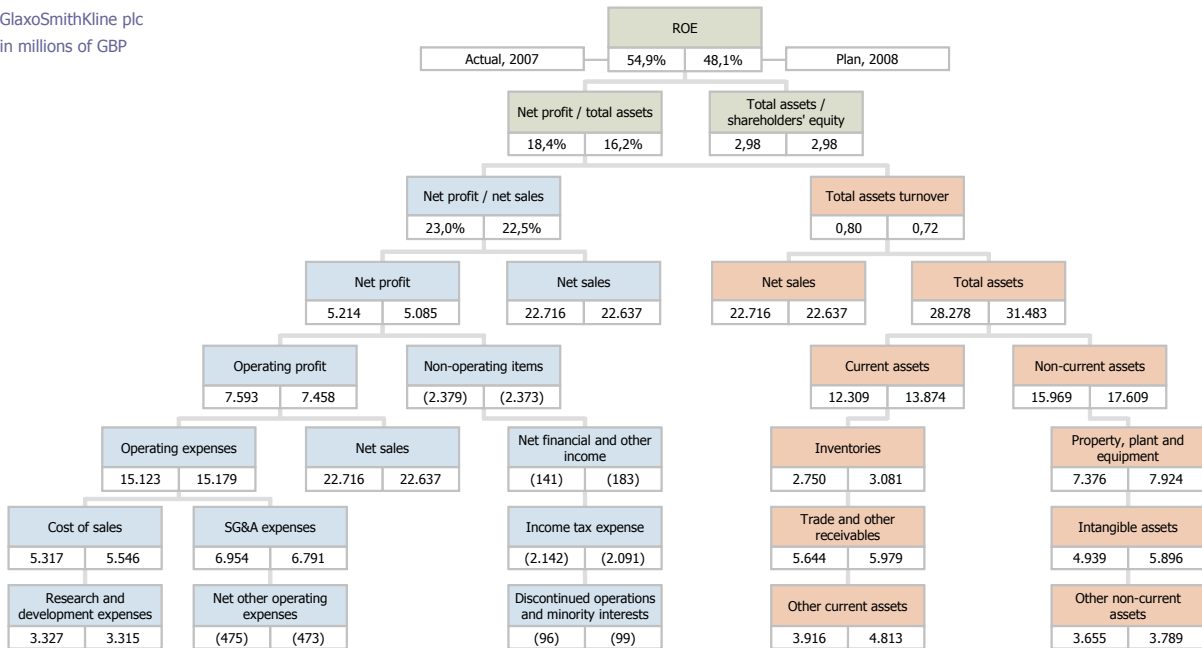 GlaxoSmithKline plc
in millions of GBP
ROE
Actual, 2007
54,9%
48,1%
Plan, 2008
Net profit / total assets
18,4%
16,2%
Total assets /
shareholders' equity
2,98
2,98
Net profit / net sales
23,0%
22,5%
Total assets turnover
0,80
0,72
Net profit
5.214
5.085
Net sales
22.716
22.637
Net sales
22.716
22.637
Total assets
28.278
31.483
Operating profit
7.593
7.458
Non-operating items
(2.379)
(2.373)
Current assets
12.309
13.874
Non-current assets
15.969
17.609
Operating expenses
15.123
15.179
Net sales
22.716
22.637
Net financial and other
income
(141)
(183)
Inventories
2.750
3.081
Property, plant and
equipment
7.376
7.924
Cost of sales
5.317
5.546
SG&A expenses
6.954
6.791
Income tax expense
(2.142)
(2.091)
Trade and other
receivables
5.644
5.979
Intangible assets
4.939
5.896
Research and
development expenses
3.327
3.315
Net other operating
expenses
(475)
(473)
Discontinued operations
and minority interests
(96)
(99)
Other current assets
3.916
4.813
Other non-current
assets
3.655
3.789